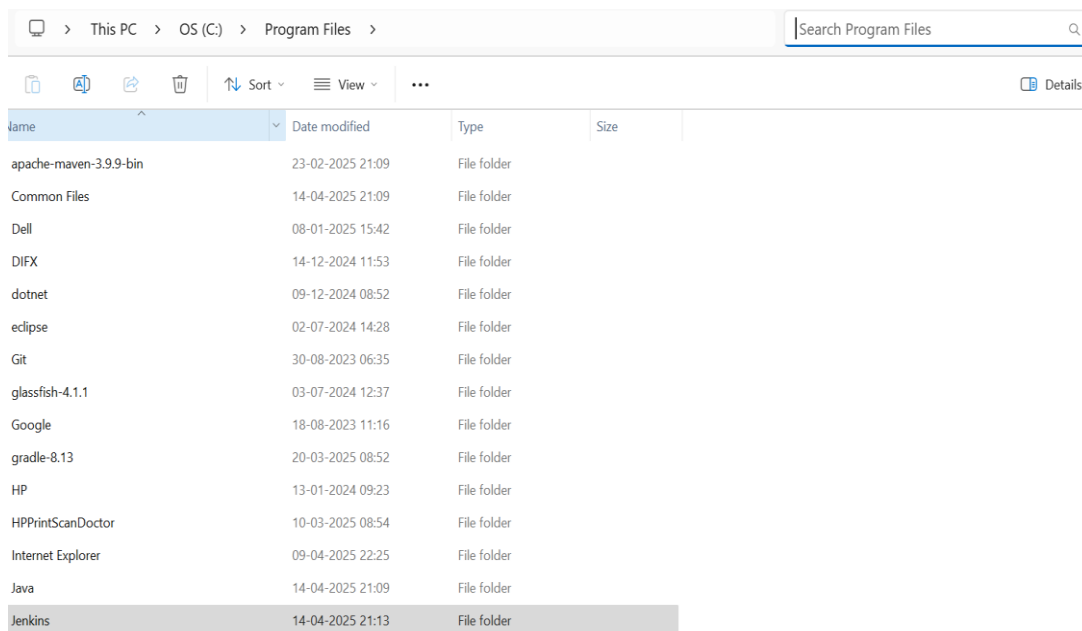 This PC > OS (C:) > Program Files >
Search Program Files
Sort View ••• Details
Name Date modified Type Size
apache-maven-3.9.9-bin 23-02-2025 21:09 File folder
Common Files 14-04-2025 21:09 File folder
Dell 08-01-2025 15:42 File folder
DIFX 14-12-2024 11:53 File folder
dotnet 09-12-2024 08:52 File folder
eclipse 02-07-2024 14:28 File folder
Git 30-08-2023 06:35 File folder
glassfish-4.1.1 03-07-2024 12:37 File folder
Google 18-08-2023 11:16 File folder
gradle-8.13 20-03-2025 08:52 File folder
HP 13-01-2024 09:23 File folder
HPPrintScanDoctor 10-03-2025 08:54 File folder
Internet Explorer 09-04-2025 22:25 File folder
Java 14-04-2025 21:09 File folder
Jenkins 14-04-2025 21:13 File folder